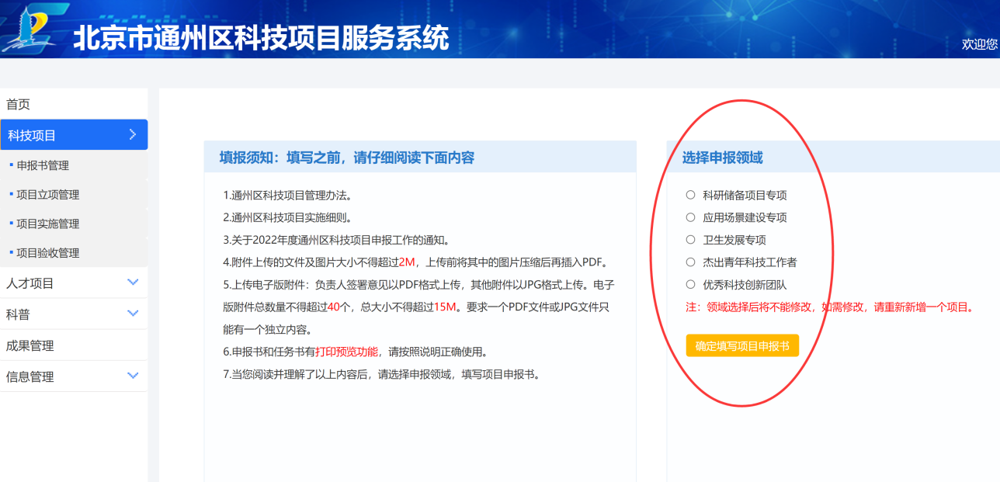 北京市通州区科技项目服务系统
欢迎您
首页
科技项目
申报书管理
项目立项管理
项目实施管理
项目验收管理
人才项目
科普
成果管理
信息管理
填报须知：填写之前，请仔细阅读下面内容
1.通州区科技项目管理办法。
2.通州区科技项目实施细则。
3.关于2022年度通州区科技项目申报工作的通知。
4.附件上传的文件及图片大小不得超过2M，上传前将其中的图片压缩后再插入PDF。
5.上传电子版附件：负责人签署意见以PDF格式上传，其他附件以JPG格式上传。电子
版附件总数量不得超过40个，总大小不得超过15M。要求一个PDF文件或JPG文件只
能有一个独立内容。
6.申报书和任务书有打印预览功能，请按照说明正确使用。
7.当您阅读并理解了以上内容后，请选择申报领域，填写项目申报书。
选择申报领域
科研储备项目专项
应用场景建设专项
卫生发展专项
杰出青年科技工作者
优秀科技创新团队
注：领域选择后将不能修改，如需修改，请重新新增一个项目。
确定填写项目申报书